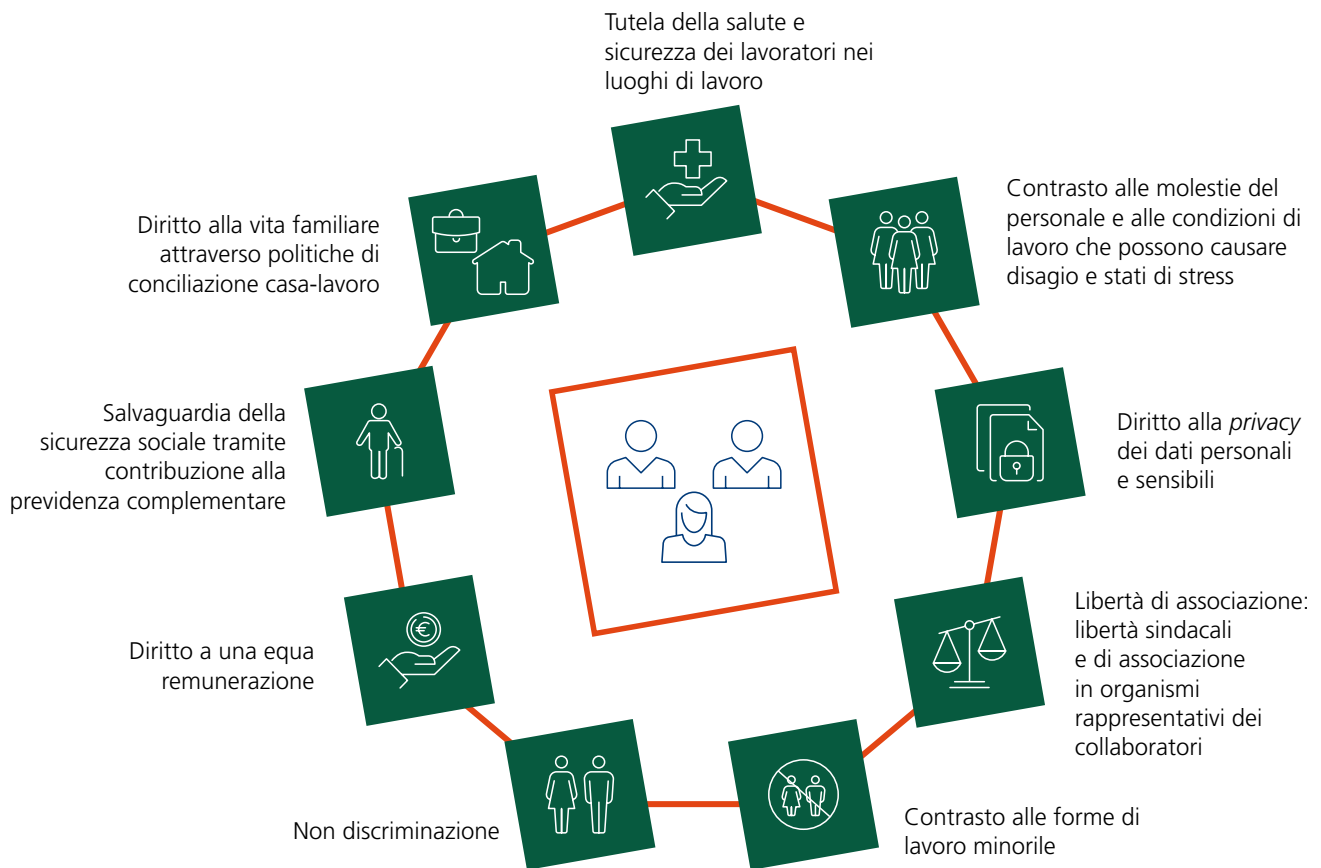 Tutela della salute e
sicurezza dei lavoratori nei
luoghi di lavoro
Contrasto alle molestie del
personale e alle condizioni di
lavoro che possono causare
disagio e stati di stress
Diritto alla privacy
dei dati personali
e sensibili
Libertà di associazione:
libertà sindacali
e di associazione
in organismi
rappresentativi dei
collaboratori
Contrasto alle forme di
lavoro minorile
Non discriminazione
Diritto a una equa
remunerazione
€
Salvaguardia della
sicurezza sociale tramite
contribuzione alla
previdenza complementare
Diritto alla vita familiare
attraverso politiche di
conciliazione casa-lavoro